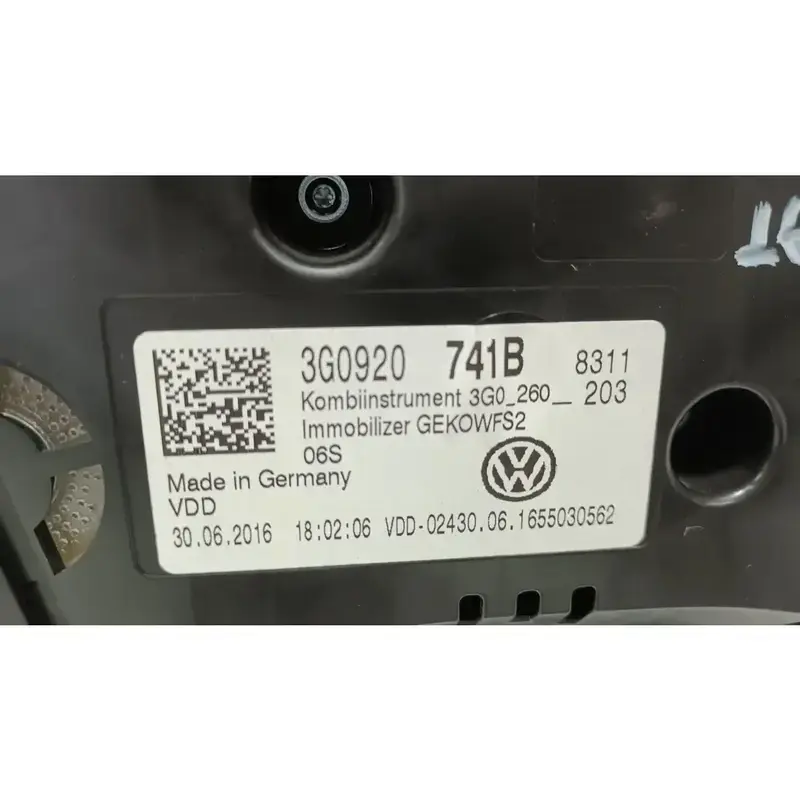 3G0920 741B 8311
Kombiinstrument 3G0_260__ 203
Immobilizer GEKOWFS2
06S
Made in Germany
VDD
30.06.2016 18:02:06 VDD-02430.06.1655030562